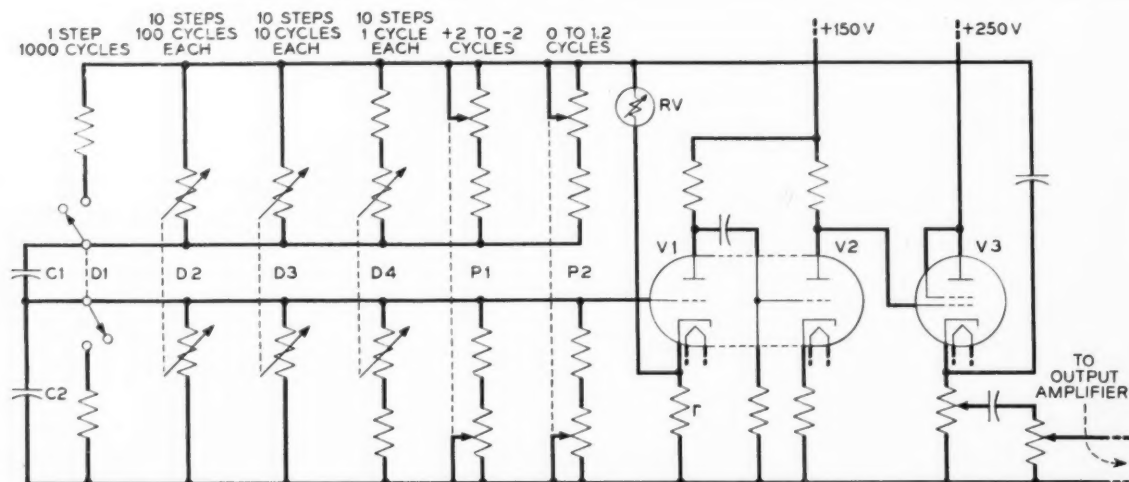 1 STEP
1000 CYCLES
10 STEPS
100 CYCLES
EACH
10 STEPS
10 CYCLES
EACH
10 STEPS
1 CYCLE
EACH
+2 TO -2
CYCLES
0 TO 1.2
CYCLES
+150 V
+250 V
RV
V1
V2
V3
C1
D1
D2
D3
D4
P1
P2
C2
r
TO
OUTPUT
AMPLIFIER